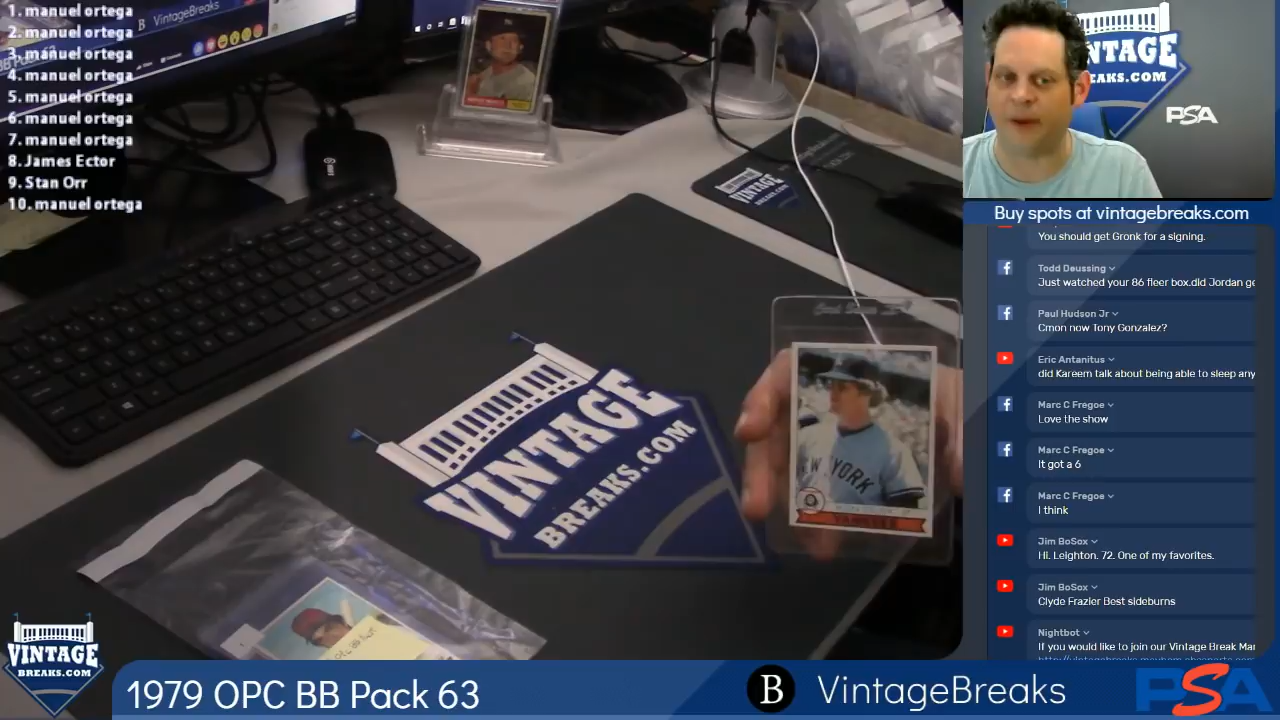 1. manuel ortega
2. manuel ortega
3. manuel ortega
4. manuel ortega
5. manuel ortega
6. manuel ortega
7. manuel ortega
8. James Ector
9. Stan Orr
10. manuel ortega
B VintageBreaks
VINTAGE
VINTAGE
BREAKS.COM
NEW YORK
YANKEES
NTAGE
BREAKS.COM
PSA
Buy spots at vintagebreaks.com
You should get Gronk for a signing.
Todd Deussing
Just watched your 86 fleer box.did Jordan ge
Paul Hudson Jr
Cmon now Tony Gonzalez?
Eric Antanitus
did Kareem talk about being able to sleep any
Marc C Fregoe
Love the show
Marc C Fregoe
It got a 6
Marc C Fregoe
I think
Jim BoSox
Hi. Leighton. 72. One of my favorites.
Jim BoSox
Clyde Frazier Best sideburns
Nightbot
If you would like to join our Vintage Break Mar
VINTAGE
BREAKS.COM
1979 OPC BB Pack 63
B VintageBreaks
PSA